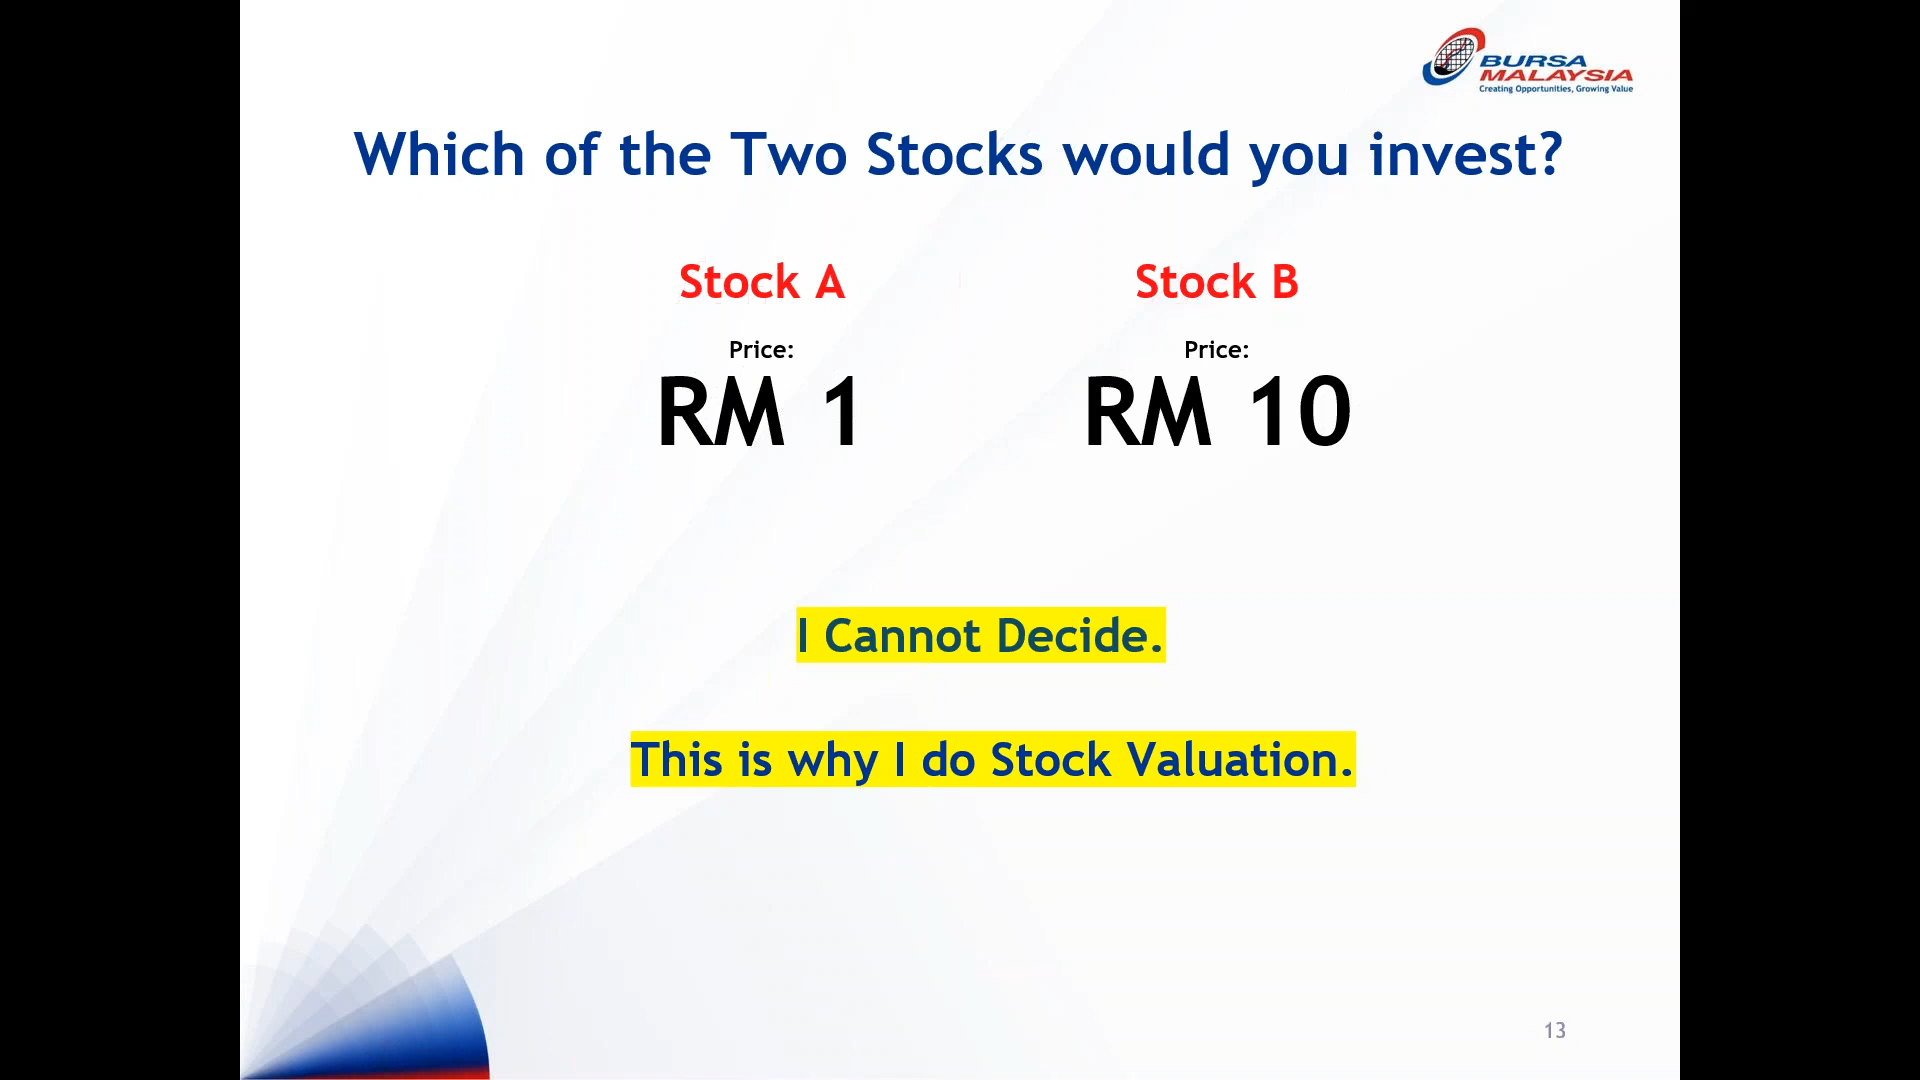 BURSA
MALAYSIA
Creating Opportunities, Growing Value
Which of the Two Stocks would you invest?
Stock A
Price:
RM 1
Stock B
Price:
RM 10
I Cannot Decide.
This is why I do Stock Valuation.
13